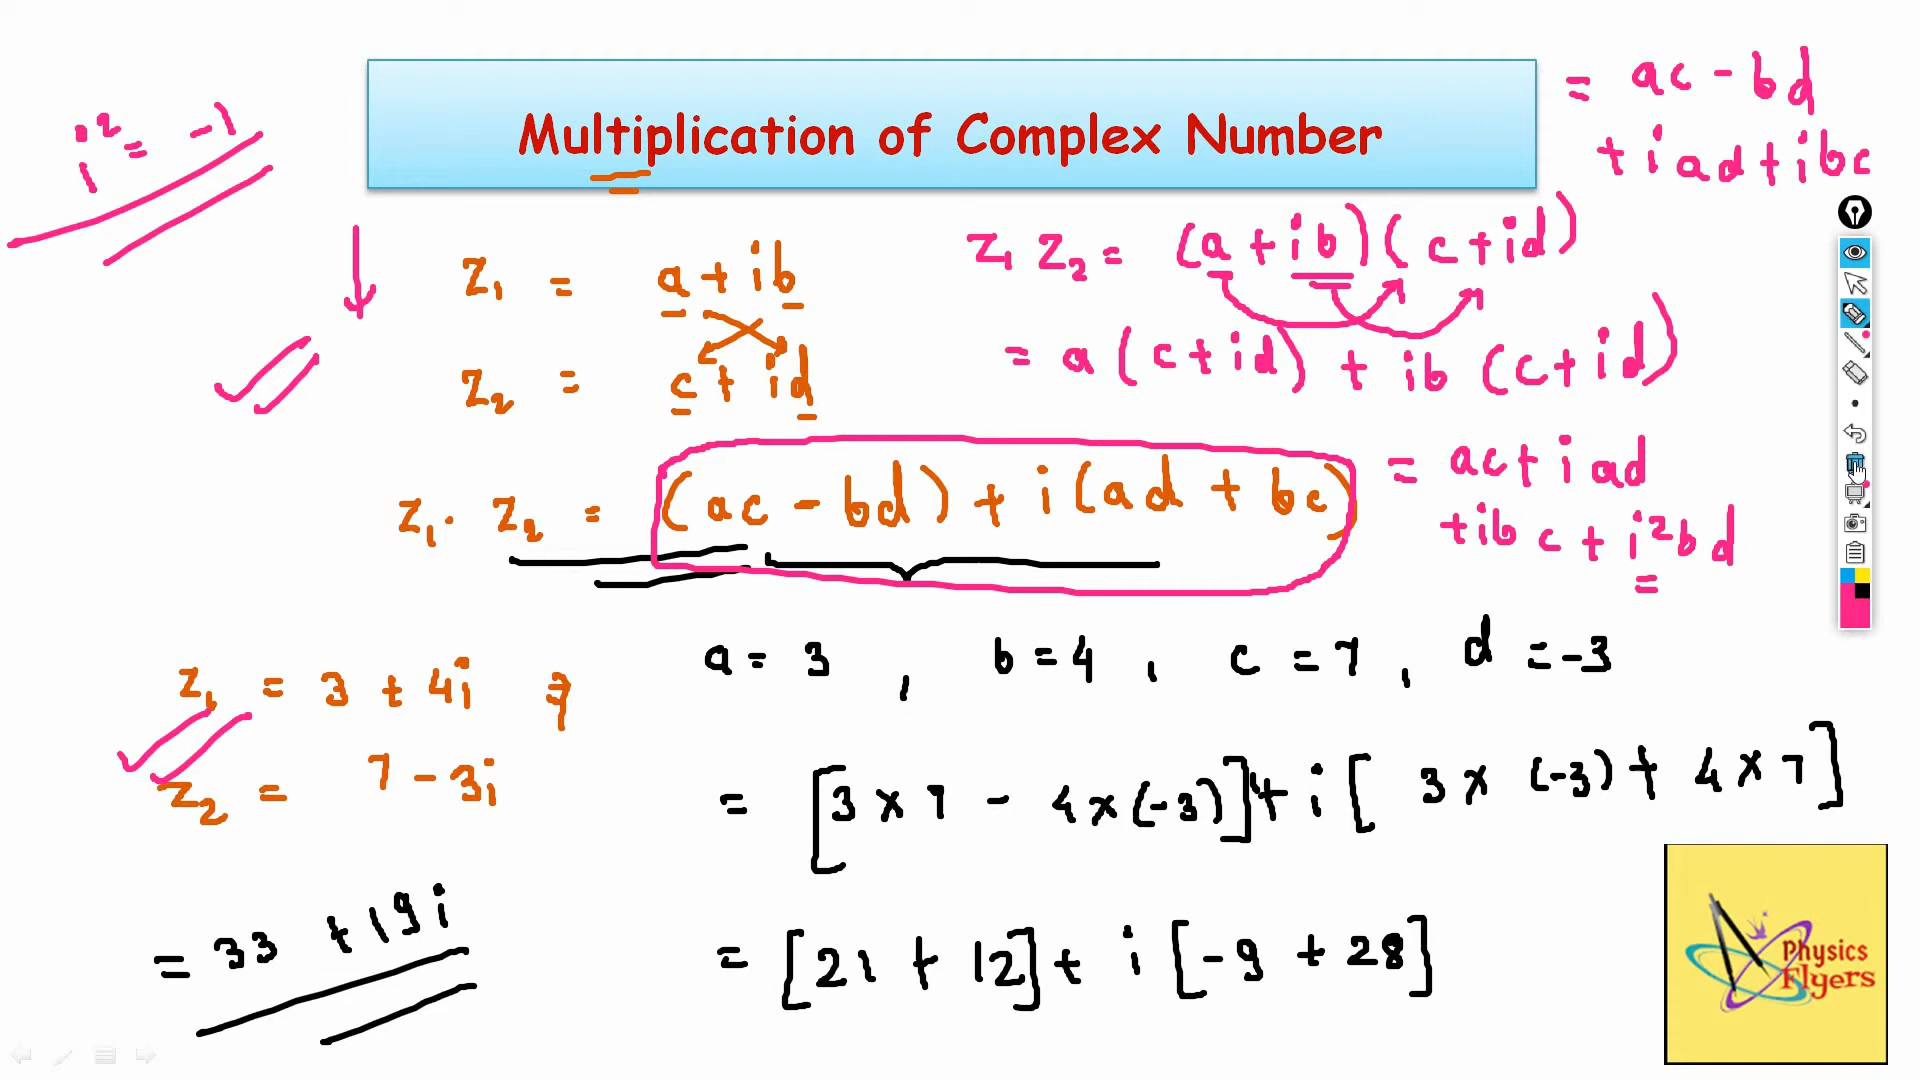 Multiplication of Complex Number
i² = -1
z₁ = a + ib
z₂ = c + id
z₁ . z₂ = (ac - bd) + i(ad + bc)
z₁ z₂ = (a + ib)(c + id)
= a(c + id) + ib(c + id)
= ac + iad
+ ibc + i²bd
= ac - bd
+ iad + ibc
z₁ = 3 + 4i ⇒
z₂ = 7 - 3i
a = 3 , b = 4 , c = 7 , d = -3
= [3 × 7 - 4 × (-3)] + i[3 × (-3) + 4 × 7]
= [21 + 12] + i[-9 + 28]
= 33 + 19i
Physics
Flyers